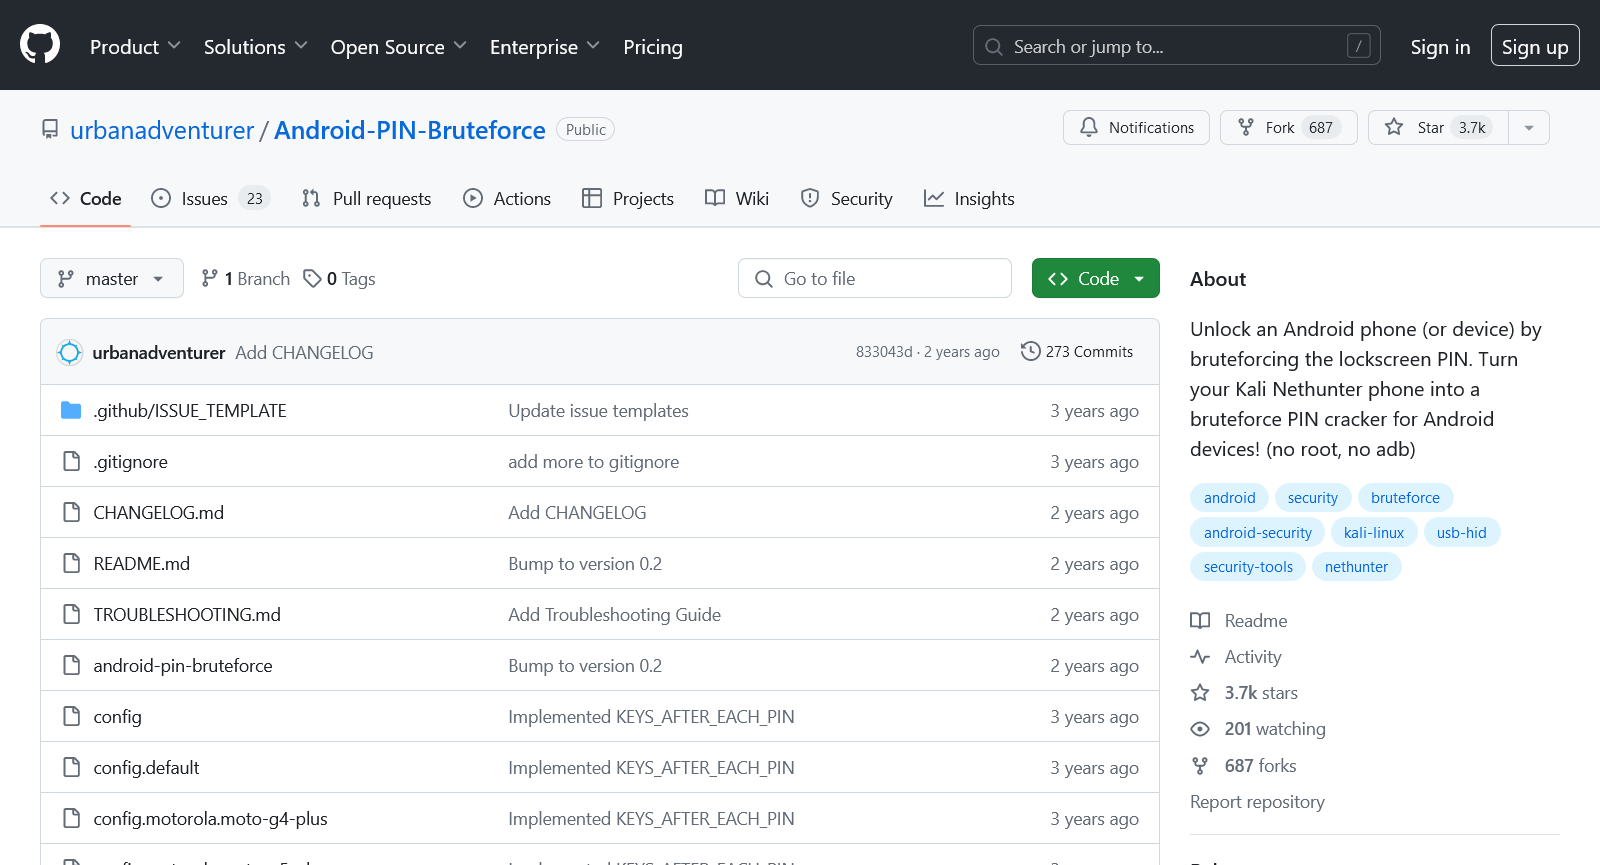 Product Solutions Open Source Enterprise Pricing Search or jump to... / Sign in Sign up
urbanadventurer / Android-PIN-Bruteforce Public Notifications Fork 687 Star 3.7k
Code Issues 23 Pull requests Actions Projects Wiki Security Insights
master 1 Branch 0 Tags Go to file Code
urbanadventurer Add CHANGELOG 833043d · 2 years ago 273 Commits
.github/ISSUE_TEMPLATE Update issue templates 3 years ago
.gitignore add more to gitignore 3 years ago
CHANGELOG.md Add CHANGELOG 2 years ago
README.md Bump to version 0.2 2 years ago
TROUBLESHOOTING.md Add Troubleshooting Guide 2 years ago
android-pin-bruteforce Bump to version 0.2 2 years ago
config Implemented KEYS_AFTER_EACH_PIN 3 years ago
config.default Implemented KEYS_AFTER_EACH_PIN 3 years ago
config.motorola.moto-g4-plus Implemented KEYS_AFTER_EACH_PIN 3 years ago
About
Unlock an Android phone (or device) by
bruteforcing the lockscreen PIN. Turn
your Kali Nethunter phone into a
bruteforce PIN cracker for Android
devices! (no root, no adb)
android security bruteforce
android-security kali-linux usb-hid
security-tools nethunter
Readme
Activity
3.7k stars
201 watching
687 forks
Report repository